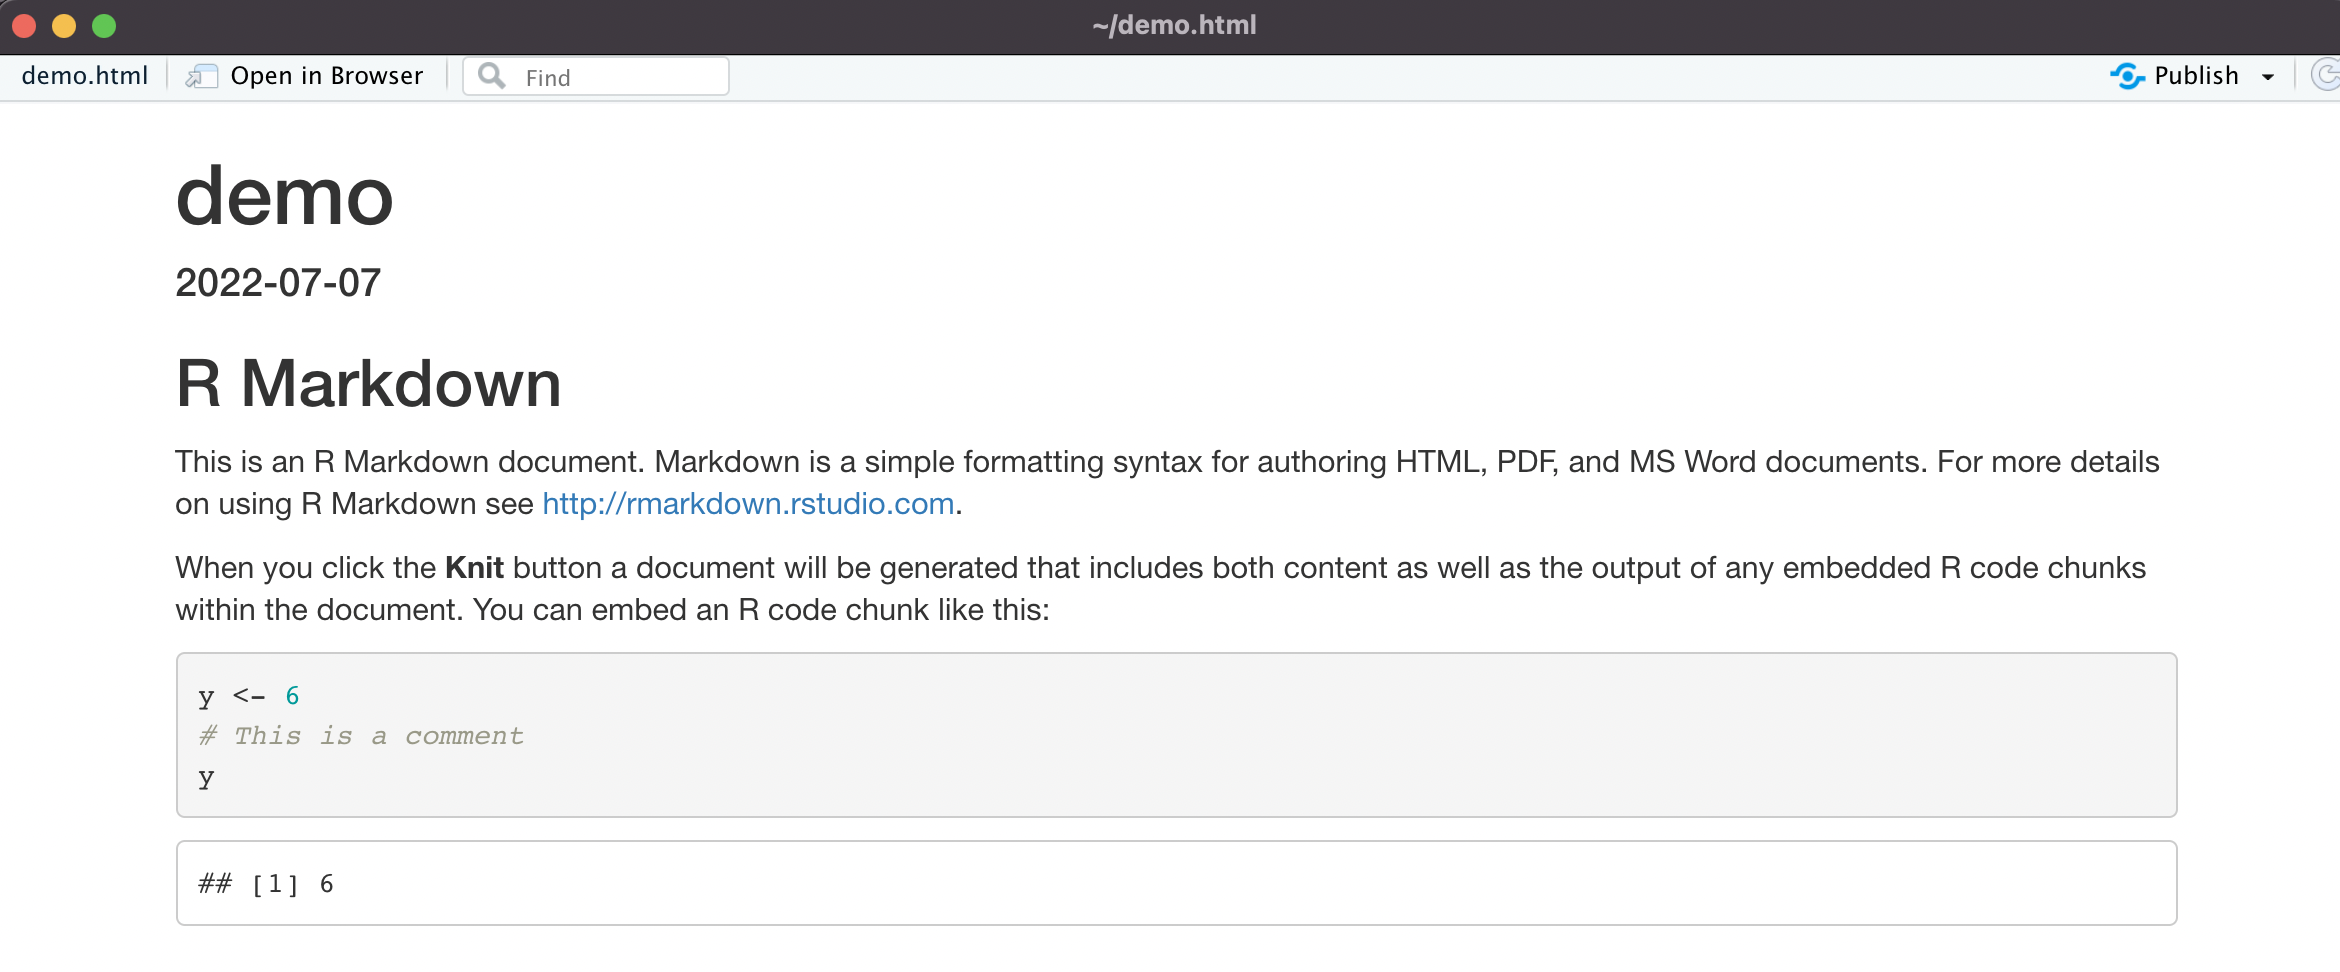 ~/demo.html
demo.html Open in Browser Find Publish
demo
2022-07-07
R Markdown
This is an R Markdown document. Markdown is a simple formatting syntax for authoring HTML, PDF, and MS Word documents. For more details
on using R Markdown see http://rmarkdown.rstudio.com.
When you click the Knit button a document will be generated that includes both content as well as the output of any embedded R code chunks
within the document. You can embed an R code chunk like this:
y <- 6
# This is a comment
y
## [1] 6